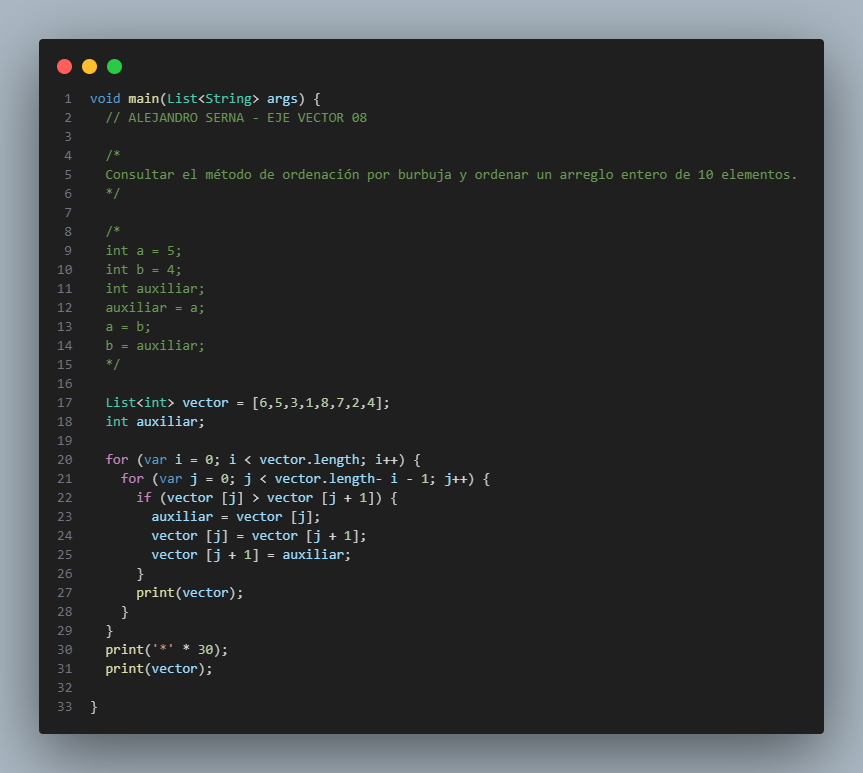 1 void main(List<String> args) {
2 // ALEJANDRO SERNA - EJE VECTOR 08
3
4 /*
5 Consultar el método de ordenación por burbuja y ordenar un arreglo entero de 10 elementos.
6 */
7
8 /*
9 int a = 5;
10 int b = 4;
11 int auxiliar;
12 auxiliar = a;
13 a = b;
14 b = auxiliar;
15 */
16
17 List<int> vector = [6,5,3,1,8,7,2,4];
18 int auxiliar;
19
20 for (var i = 0; i < vector.length; i++) {
21 for (var j = 0; j < vector.length- i - 1; j++) {
22 if (vector [j] > vector [j + 1]) {
23 auxiliar = vector [j];
24 vector [j] = vector [j + 1];
25 vector [j + 1] = auxiliar;
26 }
27 print(vector);
28 }
29 }
30 print('*' * 30);
31 print(vector);
32
33 }